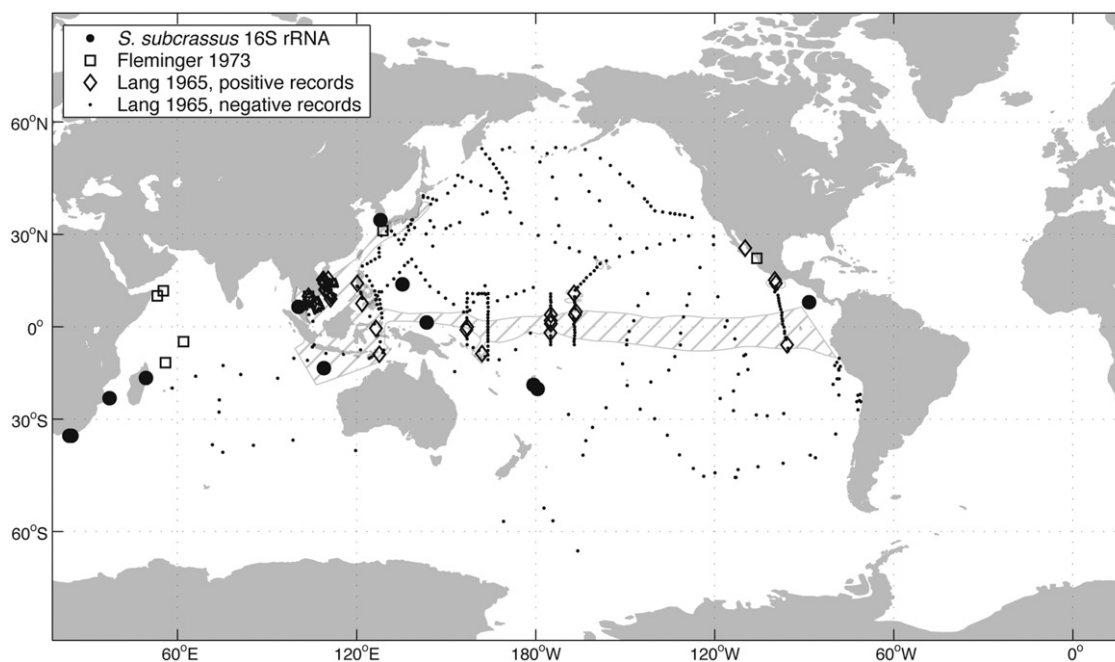 S. subcrassus 16S rRNA
Fleminger 1973
Lang 1965, positive records
Lang 1965, negative records
60°N
30°N
0°
30°S
60°S
60°E
120°E
180°W
120°W
60°W
0°